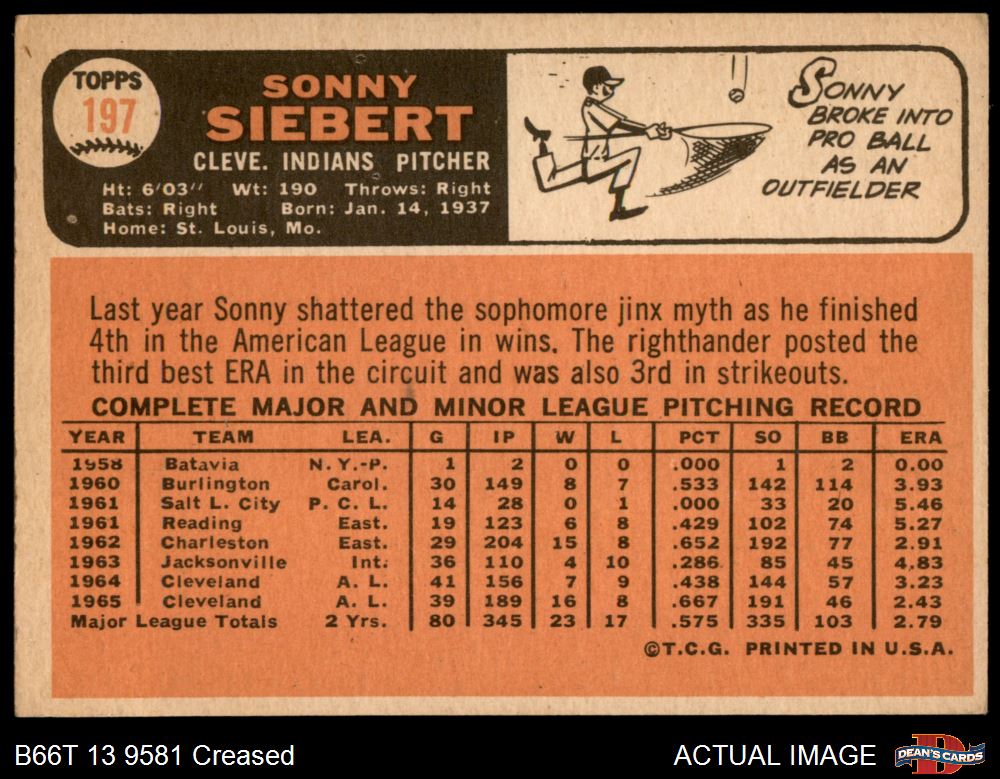 TOPPS
197
SONNY
SIEBERT
CLEVE. INDIANS PITCHER
Ht: 6'03" Wt: 190 Throws: Right
Bats: Right Born: Jan. 14, 1937
Home: St. Louis, Mo.
SONNY
BROKE INTO
PRO BALL
AS AN
OUTFIELDER
Last year Sonny shattered the sophomore jinx myth as he finished
4th in the American League in wins. The righthander posted the
third best ERA in the circuit and was also 3rd in strikeouts.
COMPLETE MAJOR AND MINOR LEAGUE PITCHING RECORD
YEAR TEAM LEA. G IP W L PCT SO BB ERA
1958 Batavia N.Y.-P. 1 2 0 0 .000 1 2 0.00
1960 Burlington Carol. 30 149 8 7 .533 142 114 3.93
1961 Salt L. City P. C. L. 14 28 0 1 .000 33 20 5.46
1961 Reading East. 19 123 6 8 .429 102 74 5.27
1962 Charleston East. 29 204 15 8 .652 192 77 2.91
1963 Jacksonville Int. 36 110 4 10 .286 85 45 4.83
1964 Cleveland A. L. 41 156 7 9 .438 144 57 3.23
1965 Cleveland A. L. 39 189 16 8 .667 191 46 2.43
Major League Totals 2 Yrs. 80 345 23 17 .575 335 103 2.79
©T.C.G. PRINTED IN U.S.A.
B66T 13 9581 Creased
ACTUAL IMAGE
DEAN'S CARDS